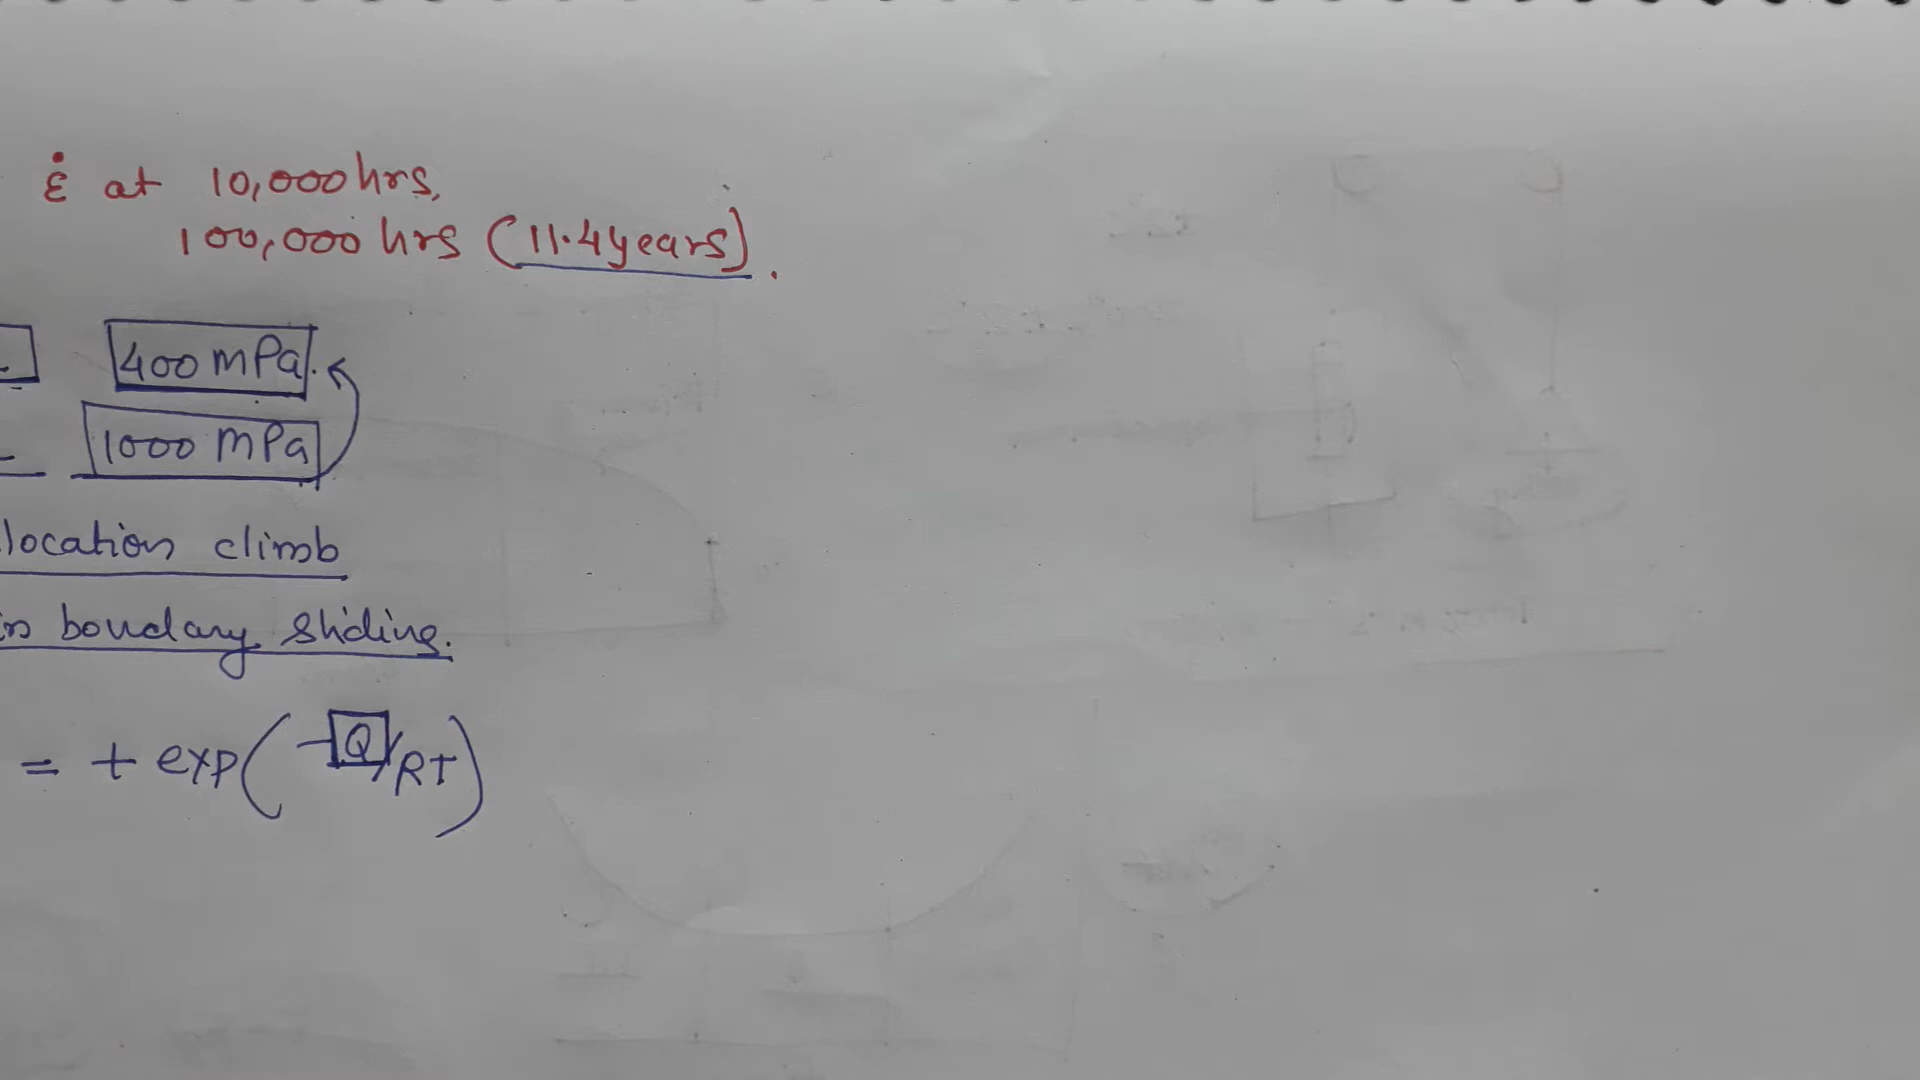 ε̇ at 10,000 hrs,
100,000 hrs (11.4 years).
400 mPa.
1000 mPa
location climb
boudary sliding.
= + exp(-Q/RT)